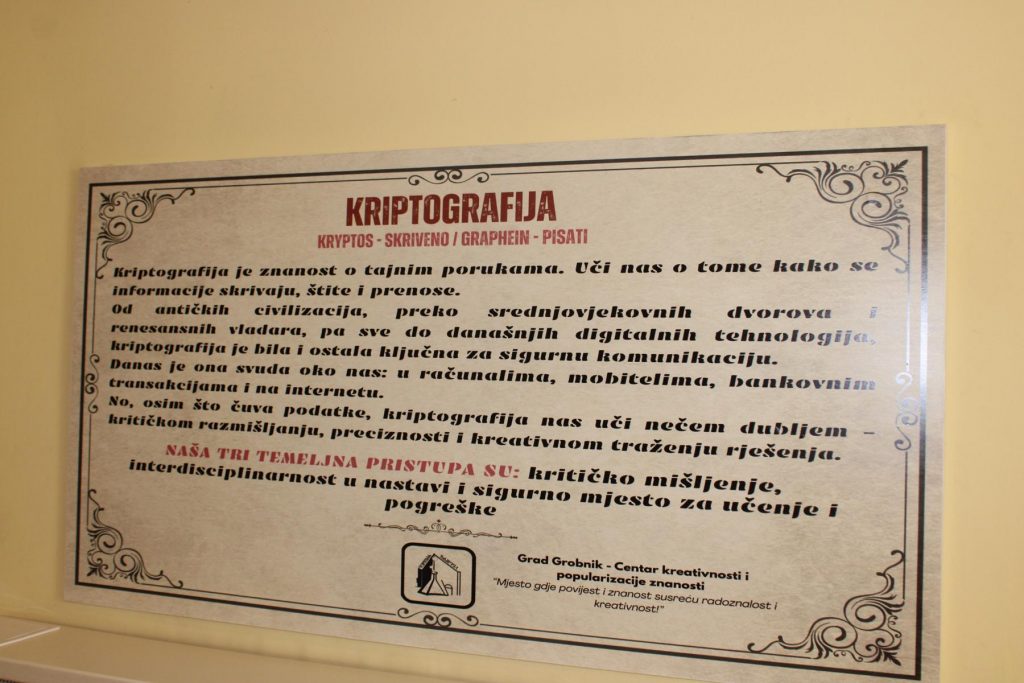 KRIPTOGRAFIJA
KRYPTOS - SKRIVENO / GRAPHEIN - PISATI
Kriptografija je znanost o tajnim porukama. Uči nas o tome kako se
informacije skrivaju, štite i prenose.
Od antičkih civilizacija, preko srednjovjekovnih dvorova i
renesansnih vladara, pa sve do današnjih digitalnih tehnologija,
kriptografija je bila i ostala ključna za sigurnu komunikaciju.
Danas je ona svuda oko nas: u računalima, mobitelima, bankovnim
transakcijama i na internetu.
No, osim što čuva podatke, kriptografija nas uči nečem dubljem –
kritičkom razmišljanju, preciznosti i kreativnom traženju rješenja.
NAŠA TRI TEMELJNA PRISTUPA SU: kritičko mišljenje,
interdisciplinarnost u nastavi i sigurno mjesto za učenje i
pogreške
Grad Grobnik - Centar kreativnosti i
popularizacije znanosti
"Mjesto gdje povijest i znanost susreću radoznalost i
kreativnost!"